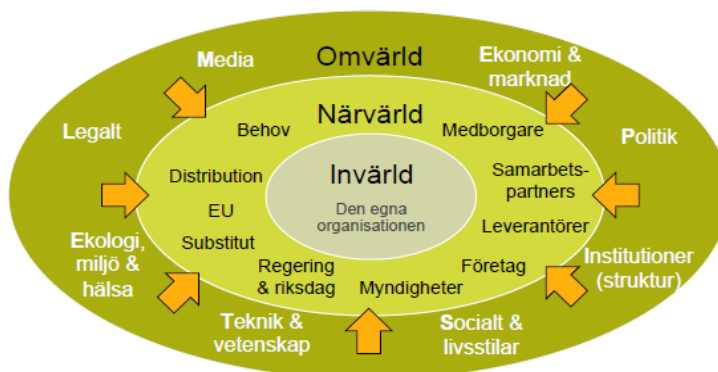 Omvärld
Media
Ekonomi &
marknad
Legalt
Politik
Ekologi,
miljö &
hälsa
Institutioner
(struktur)
Teknik &
vetenskap
Socialt &
livsstilar
Närvärld
Behov
Medborgare
Distribution
Samarbets-
partners
EU
Leverantörer
Substitut
Regering
& riksdag
Myndigheter
Företag
Invärld
Den egna
organisationen